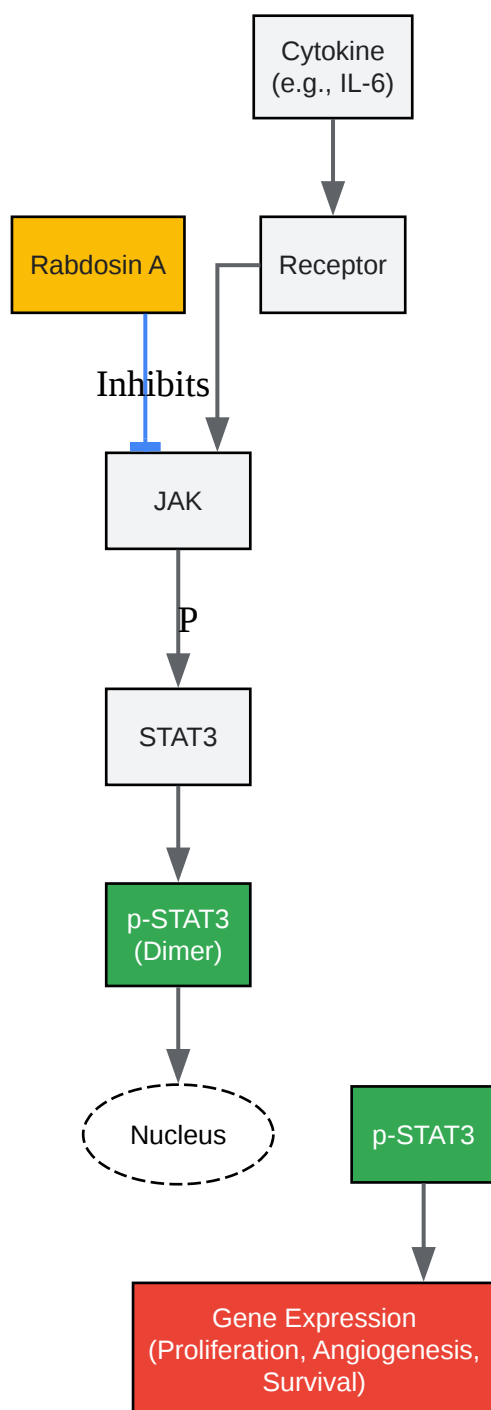 Cytokine
(e.g., IL-6)
Rabdosin A
Receptor
Inhibits
JAK
P
STAT3
p-STAT3
(Dimer)
Nucleus
p-STAT3
Gene Expression
(Proliferation, Angiogenesis,
Survival)